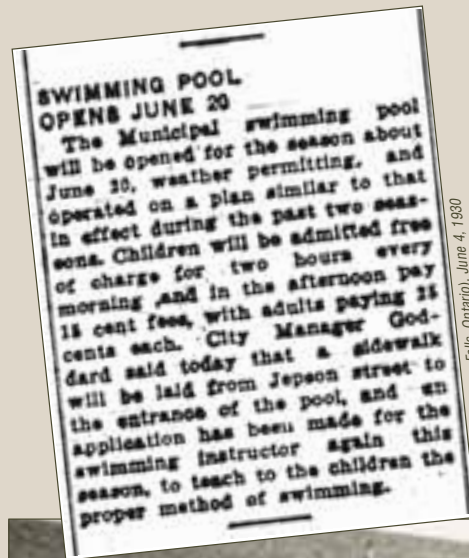 SWIMMING POOL
OPENS JUNE 20
The Municipal swimming pool
will be opened for the season about
June 20, weather permitting, and
operated on a plan similar to that
in effect during the past two seas-
ons. Children will be admitted free
of charge for two hours every
morning and in the afternoon pay
15 cent fees, with adults paying
cents each. City Manager God-
dard said today that a sidewalk
will be laid from Jepson street to
the entrance of the pool, and an
application has been made for the
swimming instructor again this
season, to teach to the children the
proper method of swimming.
Falls, Ontario), June 4, 1930